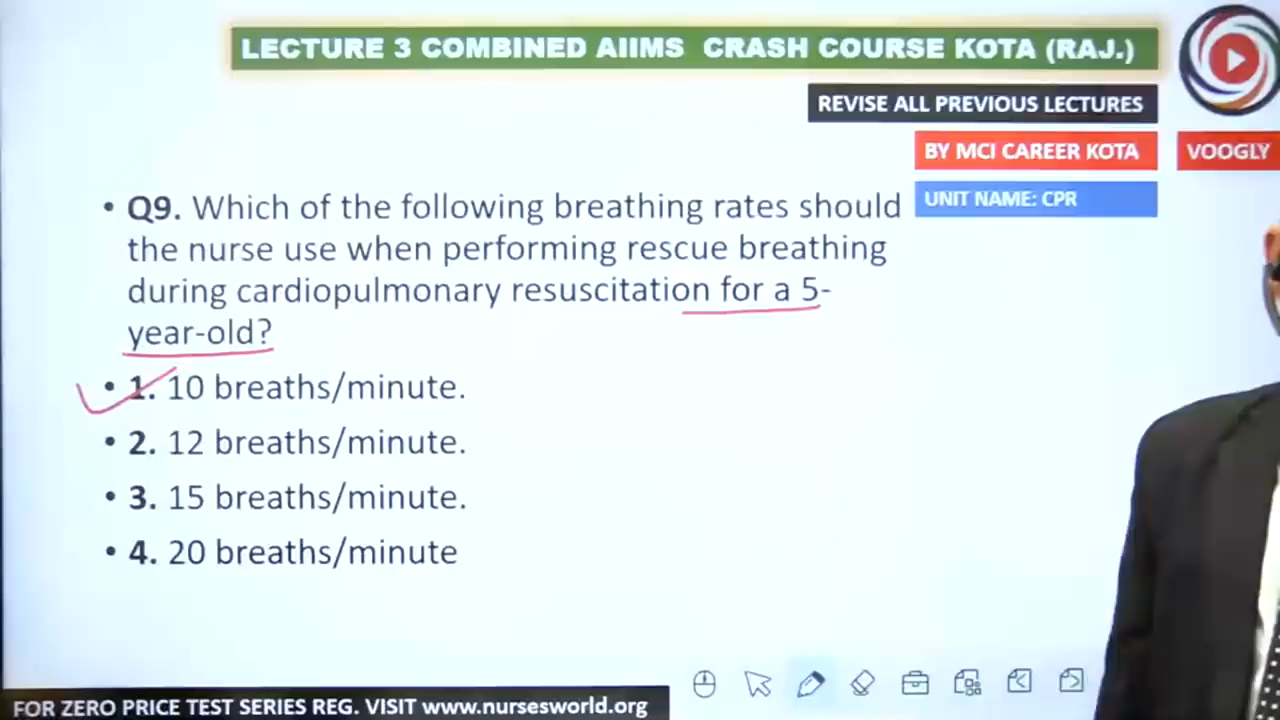 LECTURE 3 COMBINED AIIMS CRASH COURSE KOTA (RAJ.)
REVISE ALL PREVIOUS LECTURES
BY MCI CAREER KOTA
VOOGLY
UNIT NAME: CPR
• Q9. Which of the following breathing rates should
the nurse use when performing rescue breathing
during cardiopulmonary resuscitation for a 5-
year-old?
• 1. 10 breaths/minute.
• 2. 12 breaths/minute.
• 3. 15 breaths/minute.
• 4. 20 breaths/minute
FOR ZERO PRICE TEST SERIES REG. VISIT www.nursesworld.org